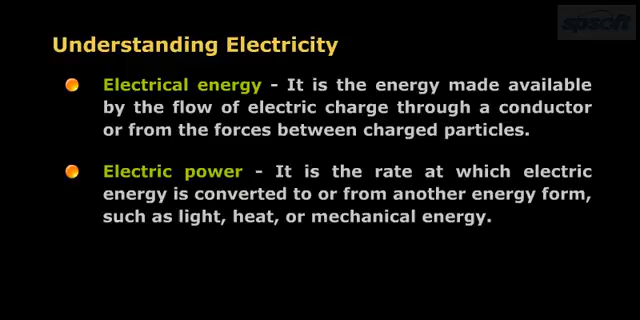 spsoft
Understanding Electricity
Electrical energy - It is the energy made available
by the flow of electric charge through a conductor
or from the forces between charged particles.
Electric power - It is the rate at which electric
energy is converted to or from another energy form,
such as light, heat, or mechanical energy.